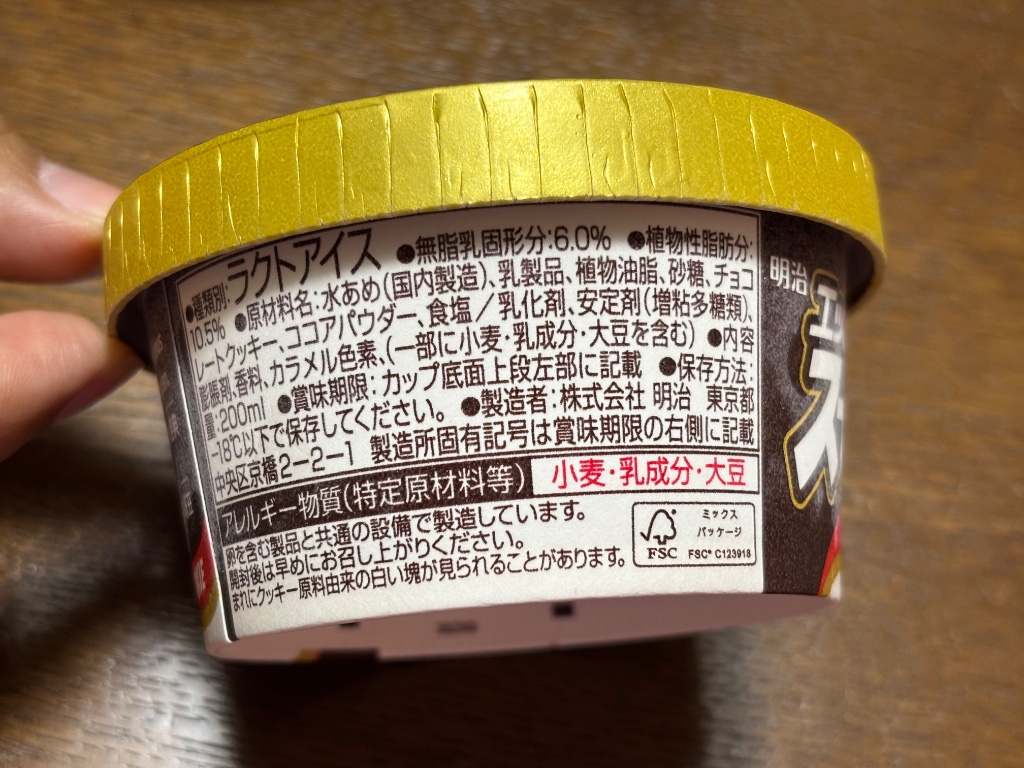 ●種類別:ラクトアイス ●無脂乳固形分:6.0% ●植物性脂肪分:
10.5% ●原材料名:水あめ(国内製造)、乳製品、植物油脂、砂糖、チョコ
レートクッキー、ココアパウダー、食塩/乳化剤、安定剤(増粘多糖類)、
膨脹剤、香料、カラメル色素、(一部に小麦・乳成分・大豆を含む) ●内容
量:200ml ●賞味期限:カップ底面上段左部に記載 ●保存方法:
-18℃以下で保存してください。 ●製造者:株式会社 明治 東京都
中央区京橋2-2-1 製造所固有記号は賞味期限の右側に記載
アレルギー物質(特定原材料等) 小麦・乳成分・大豆
卵を含む製品と共通の設備で製造しています。
開封後は早めにお召し上がりください。
まれにクッキー原料由来の白い塊が見られることがあります。
FSC
ミックス
パッケージ
FSC® C123918
明治